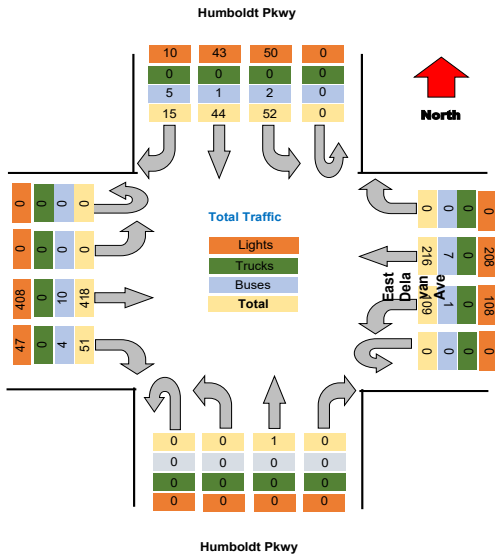 Humboldt Pkwy
10 43 50 0
0 0 0 0
5 1 2 0
15 44 52 0
North
0 0 0 0
0 0 0 0
408 0 10 418
47 0 4 51
Total Traffic
Lights
Trucks
Buses
Total
0 0 0 0
216 7 0 208
109 1 0 108
0 0 0 0
East
Dela
van
Ave
0 0 1 0
0 0 0 0
0 0 0 0
0 0 0 0
Humboldt Pkwy